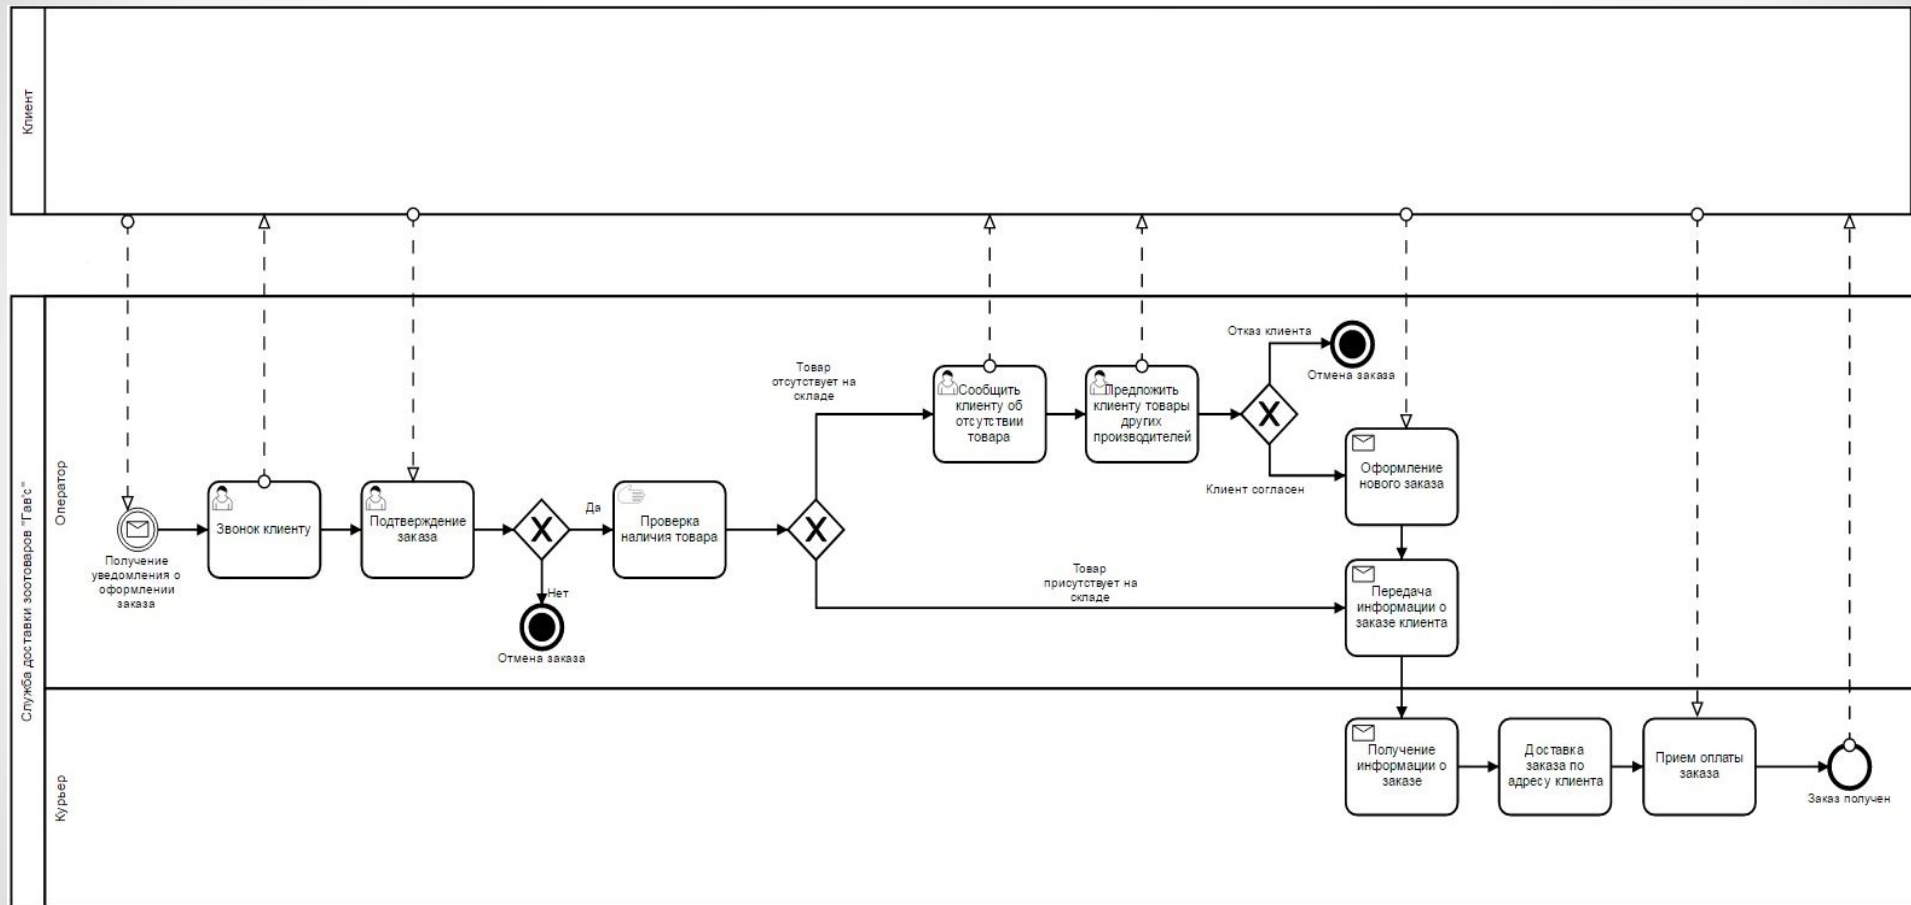 Клиент
Служба доставки зоотоваров "Гав'с"
Оператор
Получение
уведомления о
оформлении
заказа
Звонок клиенту
Подтверждение
заказа
Да
Нет
Отмена заказа
Проверка
наличия товара
Товар
отсутствует на
складе
Товар
присутствует на
складе
Сообщить
клиенту об
отсутствии
товара
Предложить
клиенту товары
других
производителей
Отказ клиента
Отмена заказа
Клиент согласен
Оформление
нового заказа
Передача
информации о
заказе клиента
Курьер
Получение
информации о
заказе
Доставка
заказа по
адресу клиента
Прием оплаты
заказа
Заказ получен